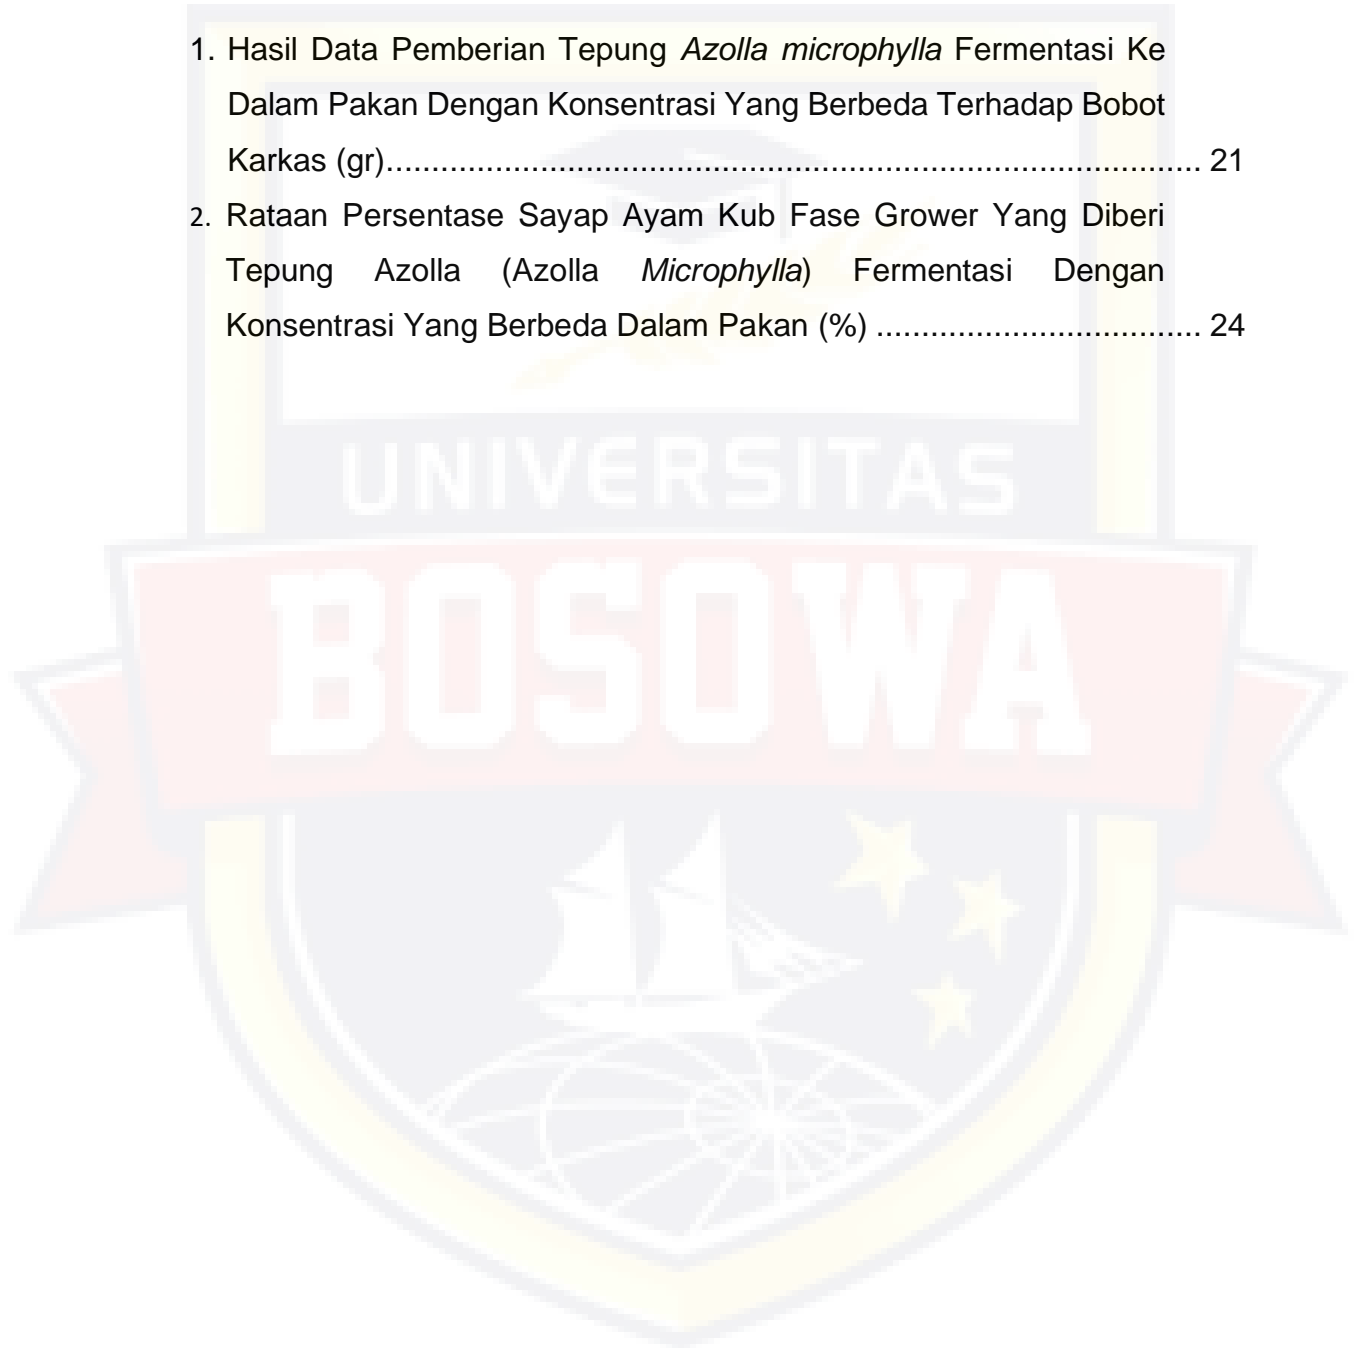 1. Hasil Data Pemberian Tepung Azolla microphylla Fermentasi Ke
Dalam Pakan Dengan Konsentrasi Yang Berbeda Terhadap Bobot
Karkas (gr).......................................................................................... 21
2. Rataan Persentase Sayap Ayam Kub Fase Grower Yang Diberi
Tepung Azolla (Azolla Microphylla) Fermentasi Dengan
Konsentrasi Yang Berbeda Dalam Pakan (%) ................................... 24
UNIVERSITAS
BOSOWA